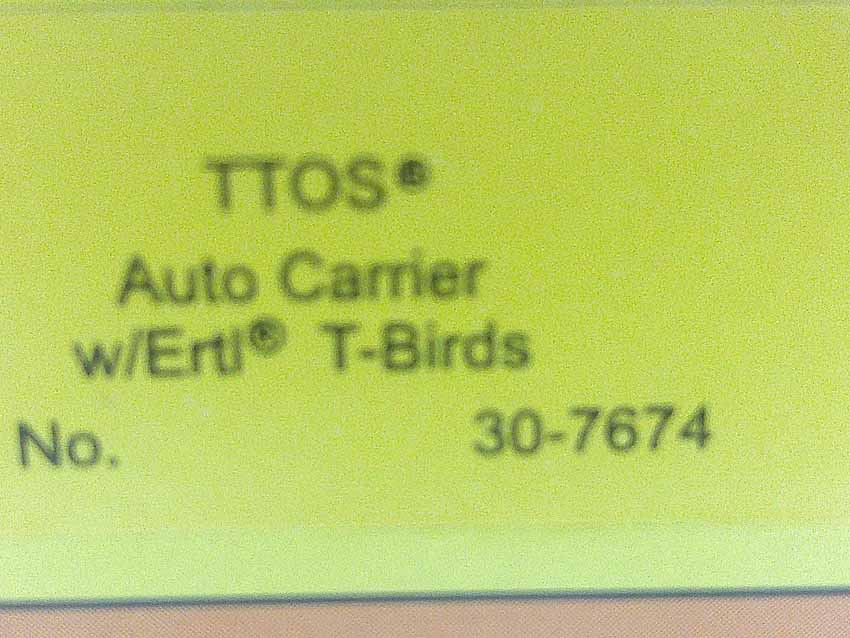 TTOS®
Auto Carrier
w/Ertl® T-Birds
No. 30-7674